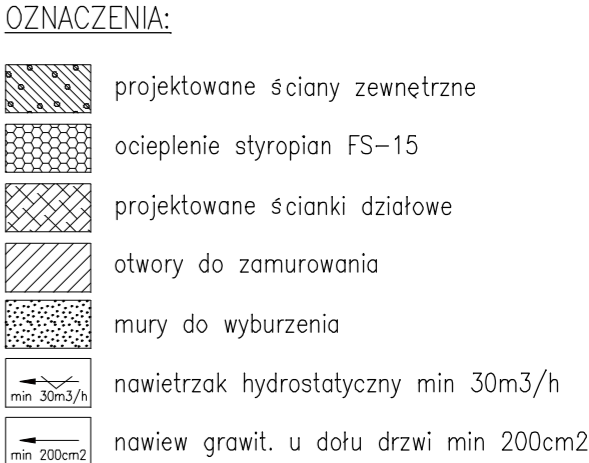 OZNACZENIA:
projektowane ściany zewnętrzne
ocieplenie styropian FS-15
projektowane ścianki działowe
otwory do zamurowania
mury do wyburzenia
min 30m3/h nawietrzak hydrostatyczny min 30m3/h
min 200cm2 nawiew grawit. u dołu drzwi min 200cm2